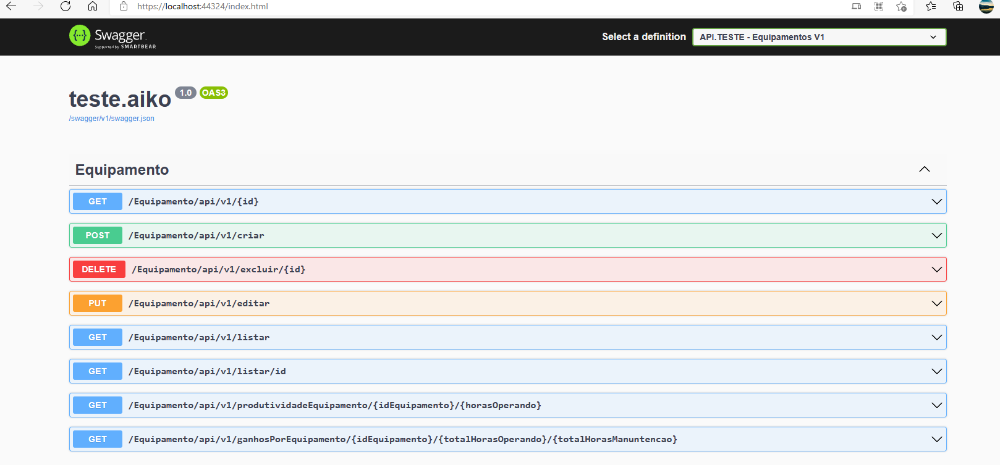 https://localhost:44324/index.html
Swagger
Supported by SMARTBEAR
Select a definition
API.TESTE - Equipamentos V1
teste.aiko 1.0 OAS3
/swagger/v1/swagger.json
Equipamento
GET /Equipamento/api/v1/{id}
POST /Equipamento/api/v1/criar
DELETE /Equipamento/api/v1/excluir/{id}
PUT /Equipamento/api/v1/editar
GET /Equipamento/api/v1/listar
GET /Equipamento/api/v1/listar/id
GET /Equipamento/api/v1/produtividadeEquipamento/{idEquipamento}/{horasOperando}
GET /Equipamento/api/v1/ganhosPorEquipamento/{idEquipamento}/{totalHorasOperando}/{totalHorasManuntencao}